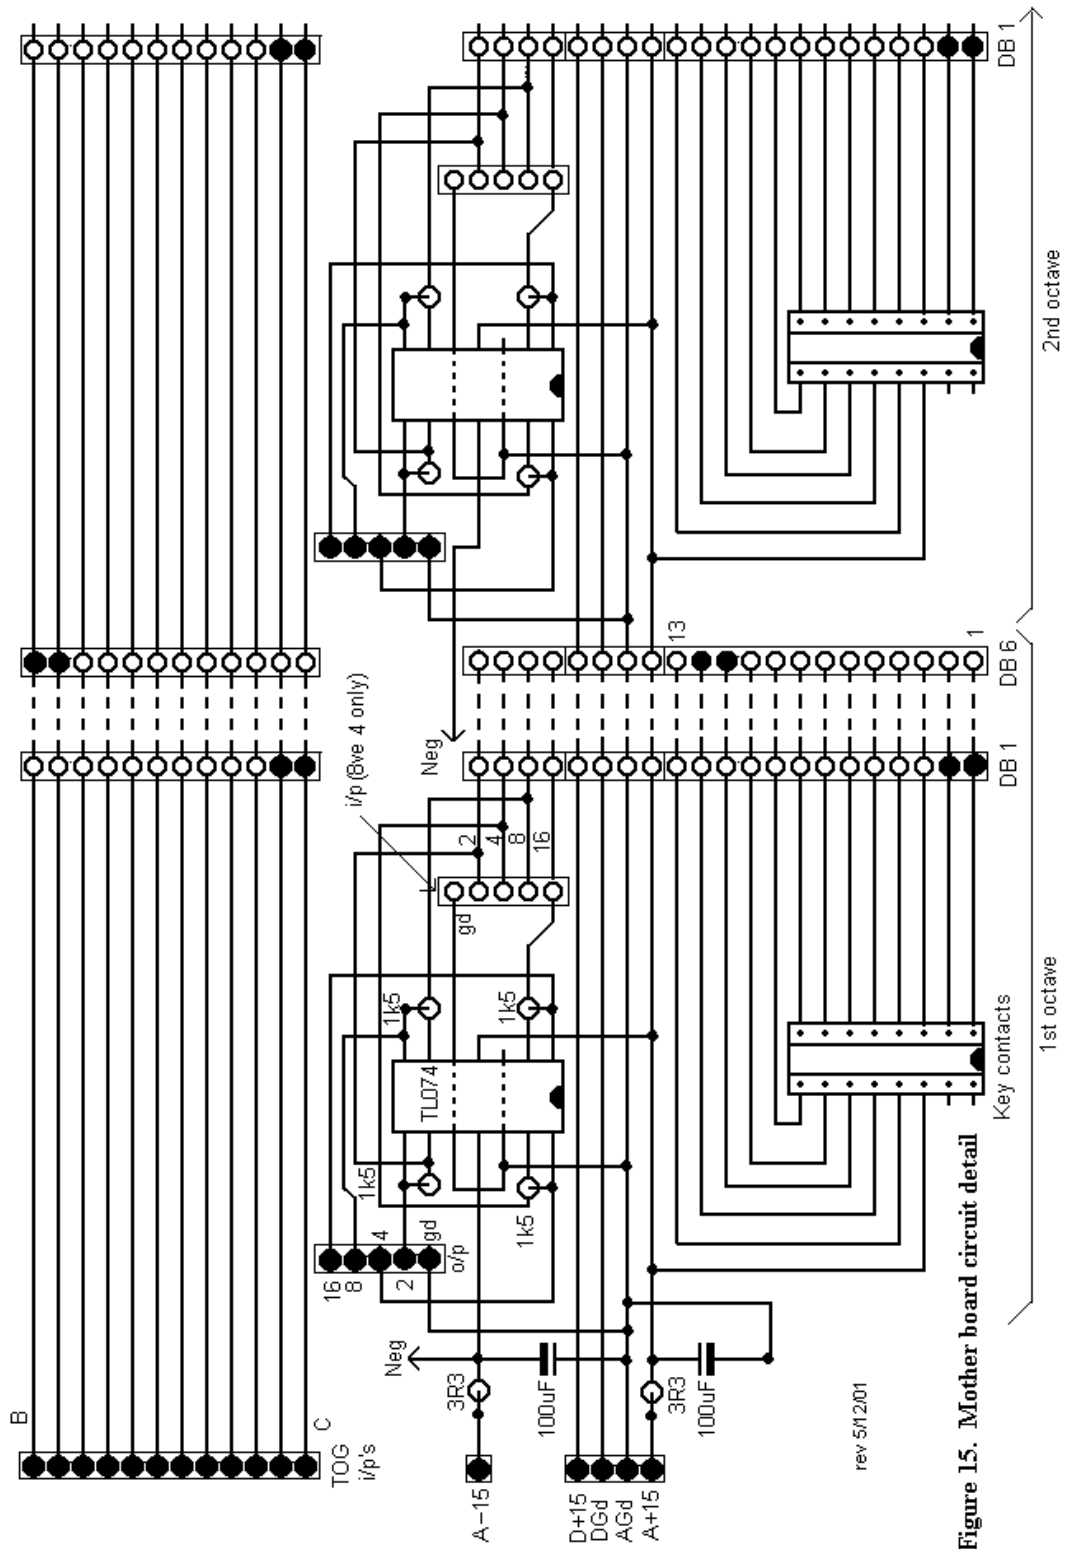 B
C
TOG
i/p's
A-15
D+15
DGd
AGd
A+15
3R3
100uF
3R3
100uF
Neg
16
8
4
2
gd
o/p
1k5
1k5
1k5
1k5
TL074
gd
2
4
8
16
i/p (8ve 4 only)
Neg
Key contacts
DB 1
DB 6
13
1
DB 1
1st octave
2nd octave
rev 5/12/01
Figure 15. Mother board circuit detail